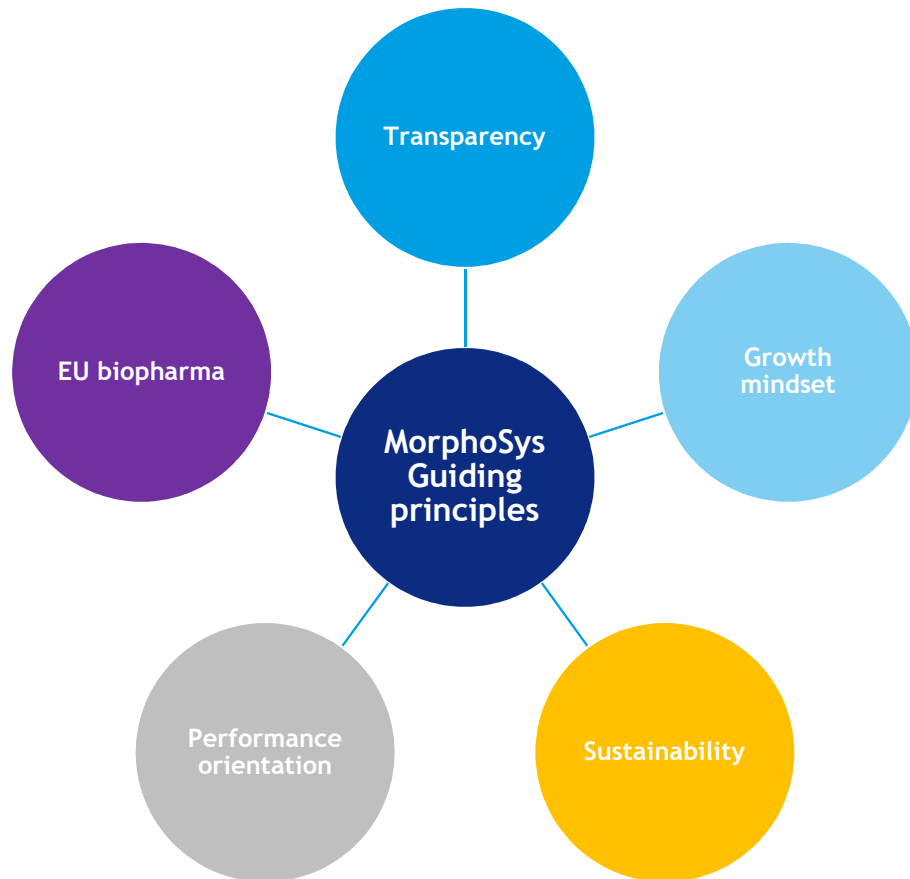 Transparency
Growth
mindset
EU biopharma
MorphoSys
Guiding
principles
Performance
orientation
Sustainability